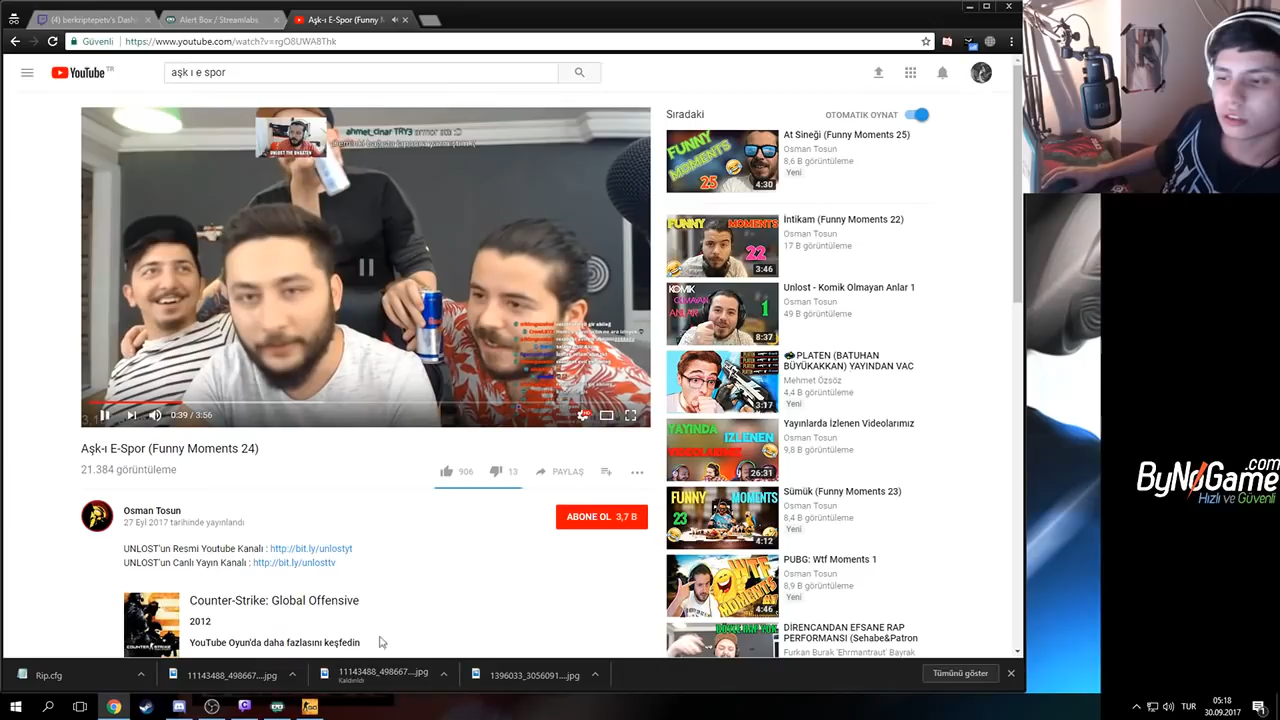 (4) berkriptepetv's Dash
Alert Box / Streamlabs
Aşk-ı E-Spor (Funny M
Güvenli
https://www.youtube.com/watch?v=rgO8UWA8Thk
YouTube TR
aşk ı e spor
ahmet_cinar TRY3
UNLOST THE BHARTEN
0:39 / 3:56
Aşk-ı E-Spor (Funny Moments 24)
21.384 görüntüleme
906
13
PAYLAŞ
Osman Tosun
27 Eyl 2017 tarihinde yayınlandı
ABONE OL 3,7 B
UNLOST'un Resmi Youtube Kanalı : http://bit.ly/unlostyt
UNLOST'un Canlı Yayın Kanalı : http://bit.ly/unlosttv
Counter-Strike: Global Offensive
2012
YouTube Oyun'da daha fazlasını keşfedin
Sıradaki
OTOMATIK OYNAT
FUNNY MOMENTS 25
4:30
At Sineği (Funny Moments 25)
Osman Tosun
8,6 B görüntüleme
Yeni
FUNNY MOMENTS 22
3:46
İntikam (Funny Moments 22)
Osman Tosun
17 B görüntüleme
KOMIK OLMAYAN ANLAR 1
8:37
Unlost - Komik Olmayan Anlar 1
Osman Tosun
49 B görüntüleme
3:17
PLATEN (BATUHAN
BÜYÜKAKKAN) YAYINDAN VAC
Mehmet Özsöz
4,4 B görüntüleme
Yeni
YAYINDA IZLENEN VIDEOLARIMIZ
26:31
Yayınlarda İzlenen Videolarımız
Osman Tosun
9,8 B görüntüleme
FUNNY MOMENTS 23
4:12
Sümük (Funny Moments 23)
Osman Tosun
8,4 B görüntüleme
Yeni
WTF MOMENTS
4:46
PUBG: Wtf Moments 1
Osman Tosun
8,9 B görüntüleme
Yeni
DİRENCANDAN EFSANE RAP
PERFORMANSI (Sehabe&Patron
Furkan Burak 'Ehrmantraut' Bayrak
ByNoGame.com
Hızlı ve Güvenli
Rip.cfg
11143488_498667....jpg
11143488_498667....jpg
Kaldırıldı
1396033_3056091....jpg
Tümünü göster
TUR
05:18
30.09.2017